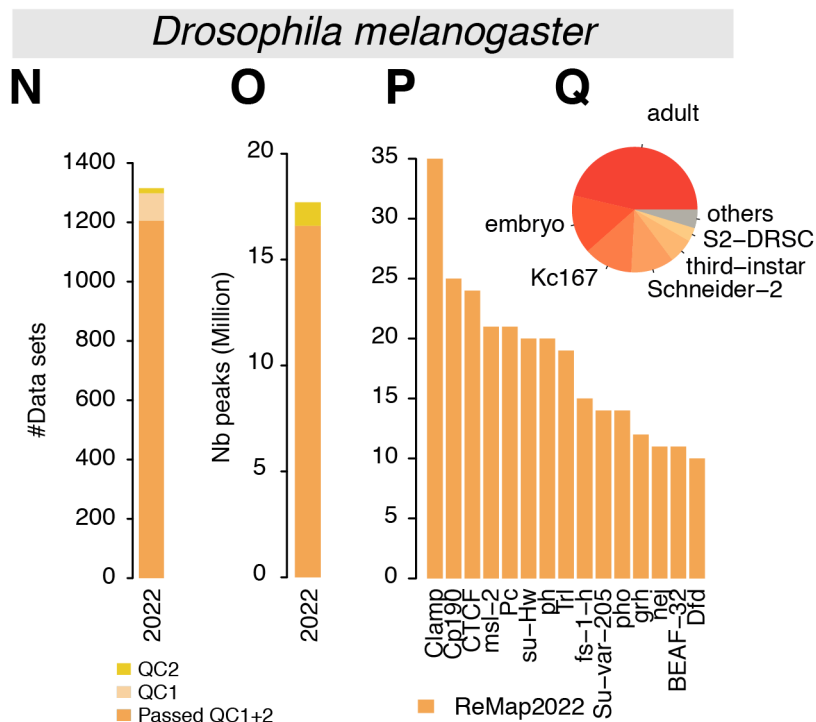 Drosophila melanogaster
N
O
P
Q
#Data sets
1400
1200
1000
800
600
400
200
0
2022
QC2
QC1
Passed QC1+2
Nb peaks (Million)
20
15
10
5
0
2022
35
30
25
20
15
10
5
0
Clamp
Cp190
CTCF
msl−2
Pc
su−Hw
ph
Trl
fs−1−h
Su−var−205
pho
grh
nej
BEAF−32
Dfd
ReMap2022
adult
others
embryo
S2−DRSC
third−instar
Kc167
Schneider−2